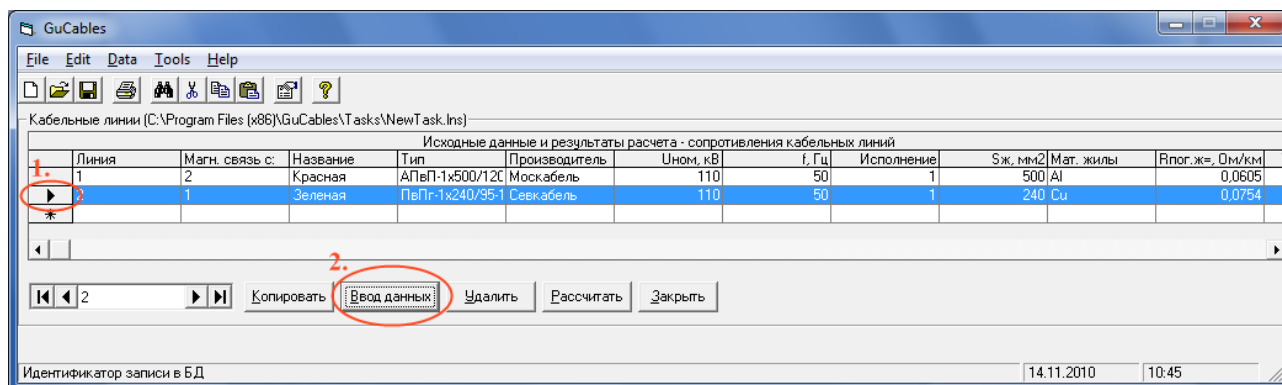 GuCables
File Edit Data Tools Help
Кабельные линии (C:\Program Files (x86)\GuCables\Tasks\NewTask.lns)
Исходные данные и результаты расчета - сопротивления кабельных линий
Линия Магн. связь с: Название Тип Производитель Uном, кВ f, Гц Исполнение Sж, мм2 Мат. жилы Rпог.ж=, Ом/км
1. 1 2 Красная АПвП-1х500/120 Москабель 110 50 1 500 Al 0,0605
2 1 Зеленая ПвПг-1х240/95-1 Севкабель 110 50 1 240 Cu 0,0754
2.
2 Копировать Ввод данных Удалить Рассчитать Закрыть
Идентификатор записи в БД 14.11.2010 10:45